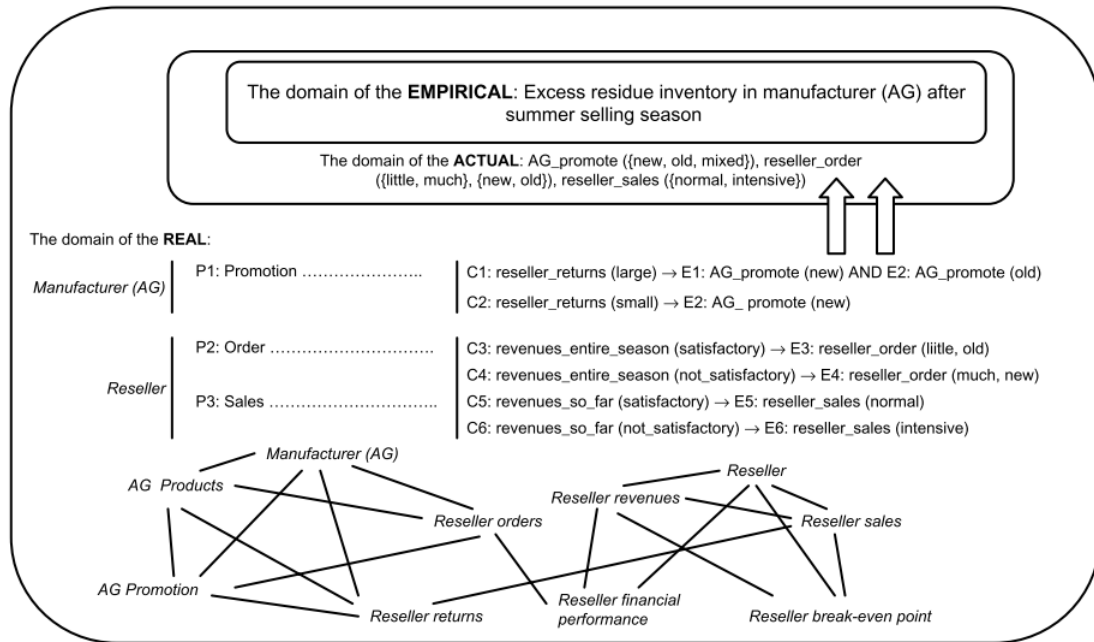 The domain of the EMPIRICAL: Excess residue inventory in manufacturer (AG) after
summer selling season
The domain of the ACTUAL: AG_promote ({new, old, mixed}), reseller_order
({little, much}, {new, old}), reseller_sales ({normal, intensive})
The domain of the REAL:
Manufacturer (AG)
P1: Promotion ........................
C1: reseller_returns (large) → E1: AG_promote (new) AND E2: AG_promote (old)
C2: reseller_returns (small) → E2: AG_ promote (new)
Reseller
P2: Order ................................
C3: revenues_entire_season (satisfactory) → E3: reseller_order (liitle, old)
C4: revenues_entire_season (not_satisfactory) → E4: reseller_order (much, new)
P3: Sales ................................
C5: revenues_so_far (satisfactory) → E5: reseller_sales (normal)
C6: revenues_so_far (not_satisfactory) → E6: reseller_sales (intensive)
Manufacturer (AG)
Reseller
AG Products
Reseller revenues
Reseller orders
Reseller sales
AG Promotion
Reseller returns
Reseller financial
performance
Reseller break-even point